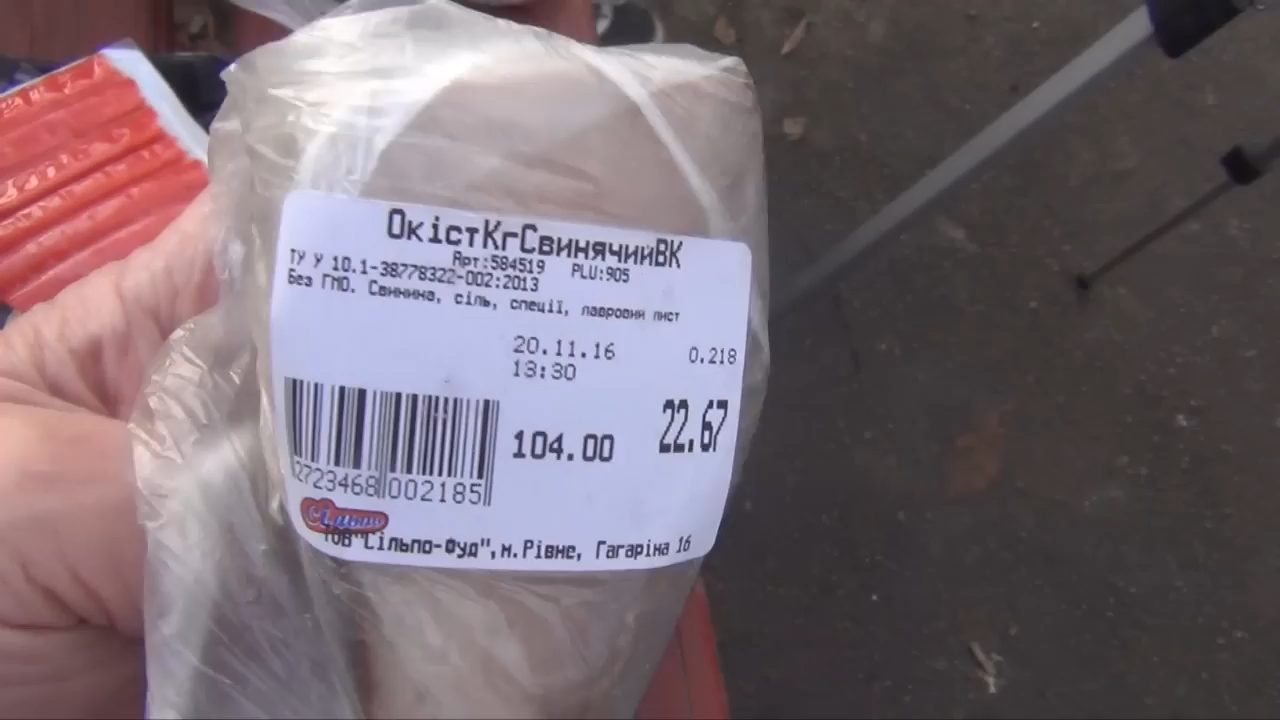 ОкістКгСвинячийВК
Арт:584519 PLU:905
ТУ У 10.1-38778322-002:2013
Без ГМО. Свинина, сіль, спеції, лавровий лист
20.11.16
0.218
13:30
22.67
104.00
2723468 002185
Сільпо
ТОВ"Сільпо-Фуд",м.Рівне, Гагаріна 16